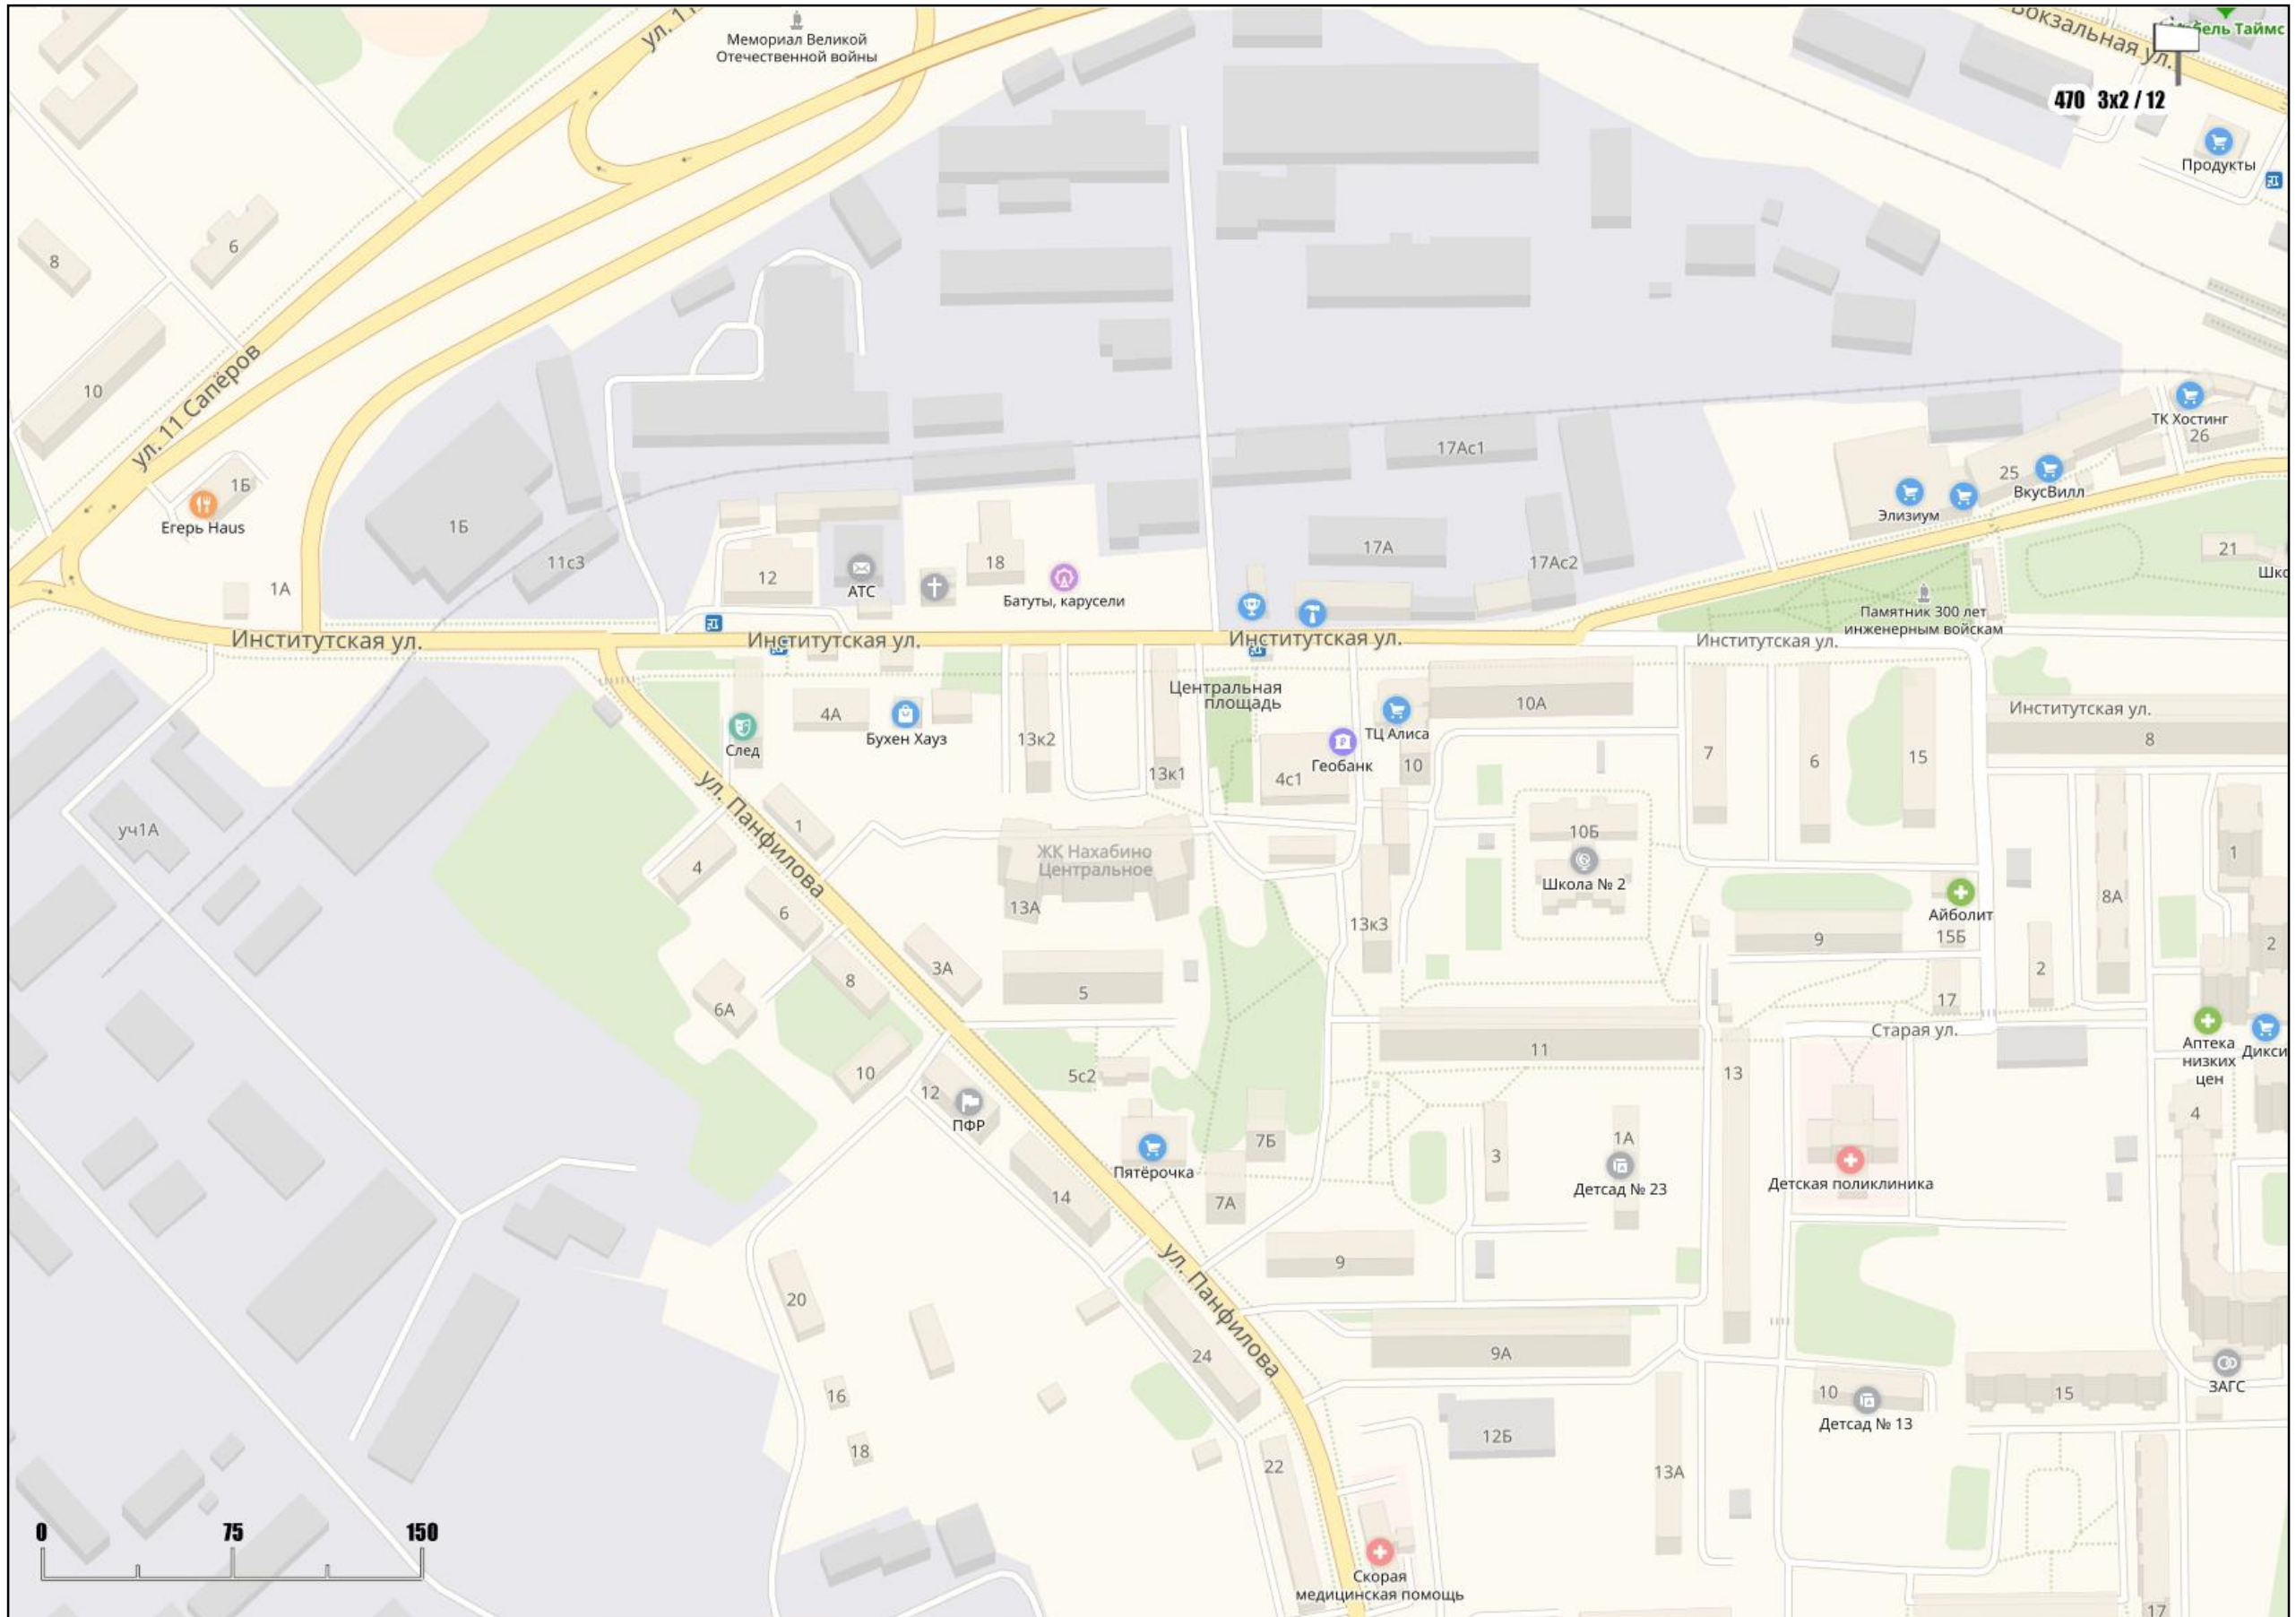 ул. 11
Мемориал Великой
Отечественной войны
Вокзальная ул.
470 3x2 / 12
Продукты
8
6
10
ул. 11 Сапёров
1Б
Егерь Haus
1А
1Б
11с3
12
АТС
18
Батуты, карусели
17Ас1
17А
17Ас2
ТК Хостинг
26
25
ВкусВилл
Элизиум
21
Памятник 300 лет
инженерным войскам
Институтская ул.
Институтская ул.
Институтская ул.
Институтская ул.
Институтская ул.
8
След
4А
Бухен Хауз
13к2
13к1
Центральная
площадь
4с1
Геобанк
ТЦ Алиса
10
10А
7
6
15
уч1А
1
4
6
ул. Панфилова
ЖК Нахабино
Центральное
13А
10Б
Школа № 2
13к3
9
Айболит
15Б
8А
1
2
2
3А
8
6А
5
17
Старая ул.
Аптека
низких
цен
Дикси
10
12
ПФР
5с2
11
13
4
Пятёрочка
7Б
7А
3
1А
Детсад № 23
Детская поликлиника
14
9
ул. Панфилова
20
24
9А
16
18
22
12Б
13А
10
Детсад № 13
15
ЗАГС
17
Скорая
медицинская помощь
0 75 150